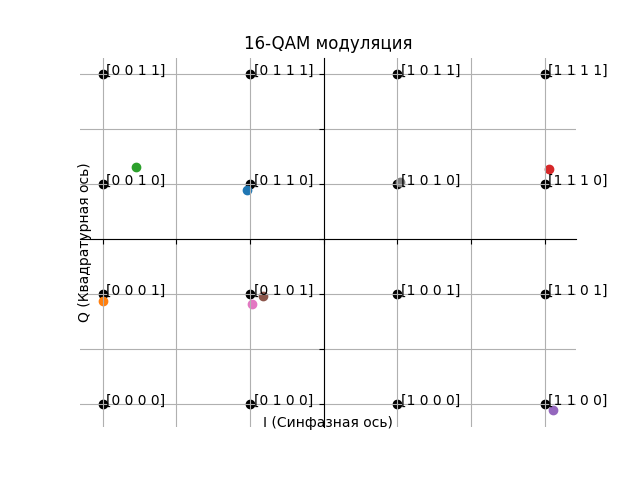 16-QAM модуляция
[0 0 1 1] [0 1 1 1] [1 0 1 1] [1 1 1 1]
[0 0 1 0] [0 1 1 0] [1 0 1 0] [1 1 1 0]
Q (Квадратурная ось)
[0 0 0 1] [0 1 0 1] [1 0 0 1] [1 1 0 1]
[0 0 0 0] [0 1 0 0] [1 0 0 0] [1 1 0 0]
I (Синфазная ось)